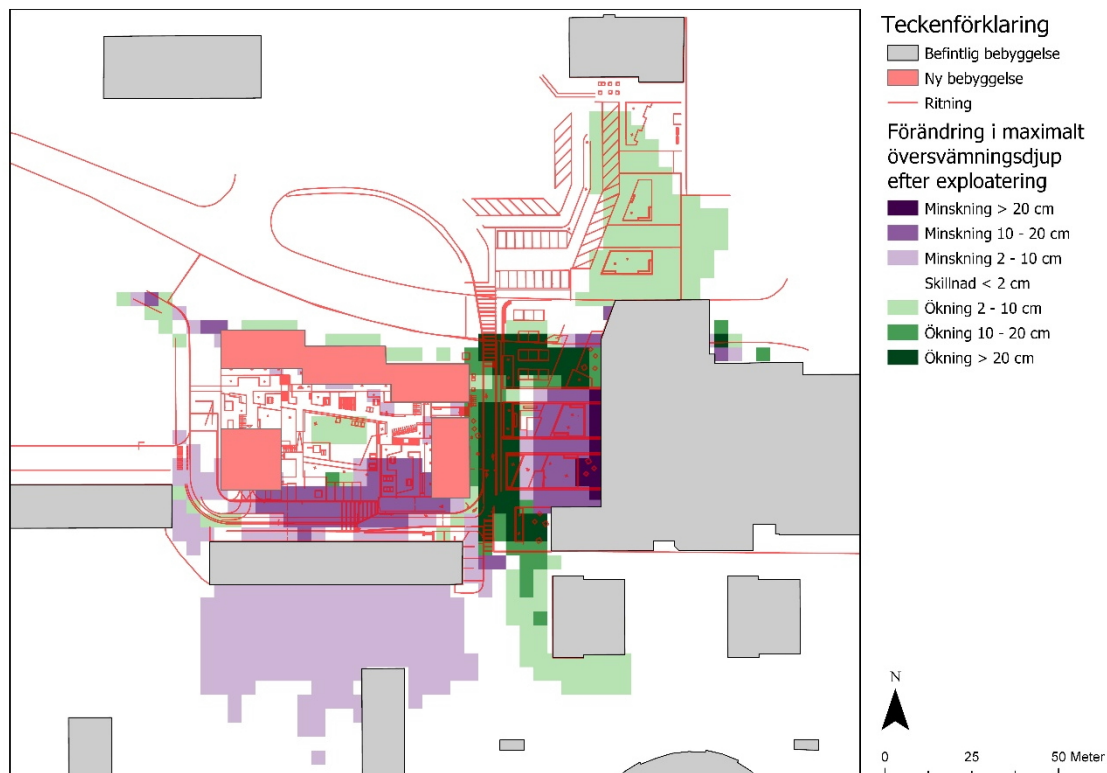 Teckenförklaring
Befintlig bebyggelse
Ny bebyggelse
Ritning
Förändring i maximalt
översvämningsdjup
efter exploatering
Minskning > 20 cm
Minskning 10 - 20 cm
Minskning 2 - 10 cm
Skillnad < 2 cm
Ökning 2 - 10 cm
Ökning 10 - 20 cm
Ökning > 20 cm
N
0 25 50 Meter